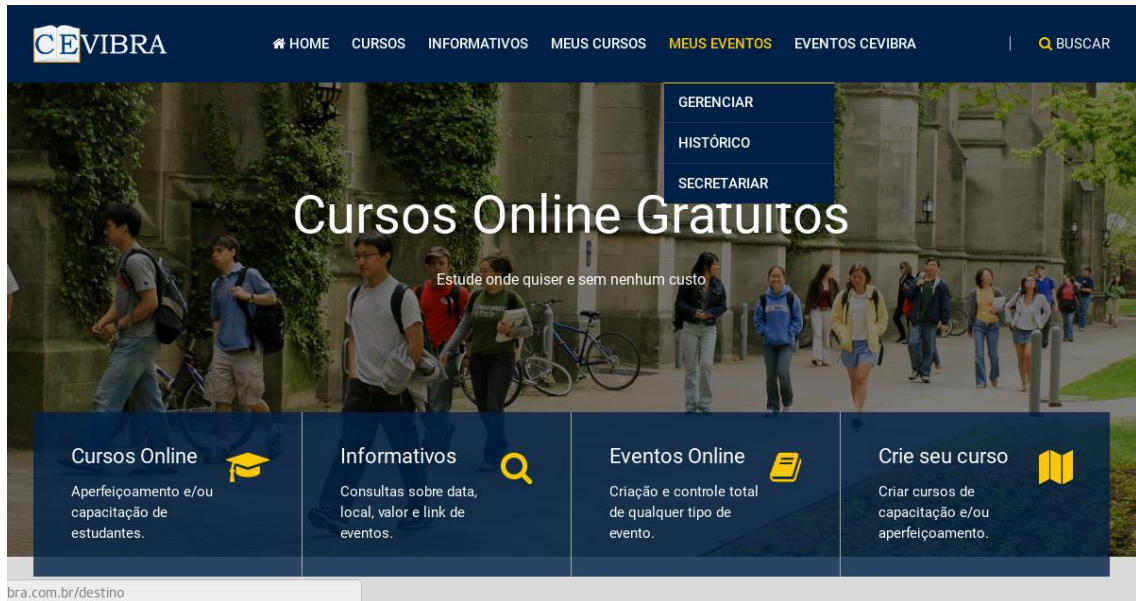 CEVIBRA
HOME CURSOS INFORMATIVOS MEUS CURSOS MEUS EVENTOS EVENTOS CEVIBRA | BUSCAR
GERENCIAR
HISTÓRICO
SECRETARIAR
Cursos Online Gratuitos
Estude onde quiser e sem nenhum custo
Cursos Online
Aperfeiçoamento e/ou
capacitação de
estudantes.
Informativos
Consultas sobre data,
local, valor e link de
eventos.
Eventos Online
Criação e controle total
de qualquer tipo de
evento.
Crie seu curso
Criar cursos de
capacitação e/ou
aperfeiçoamento.
bra.com.br/destino